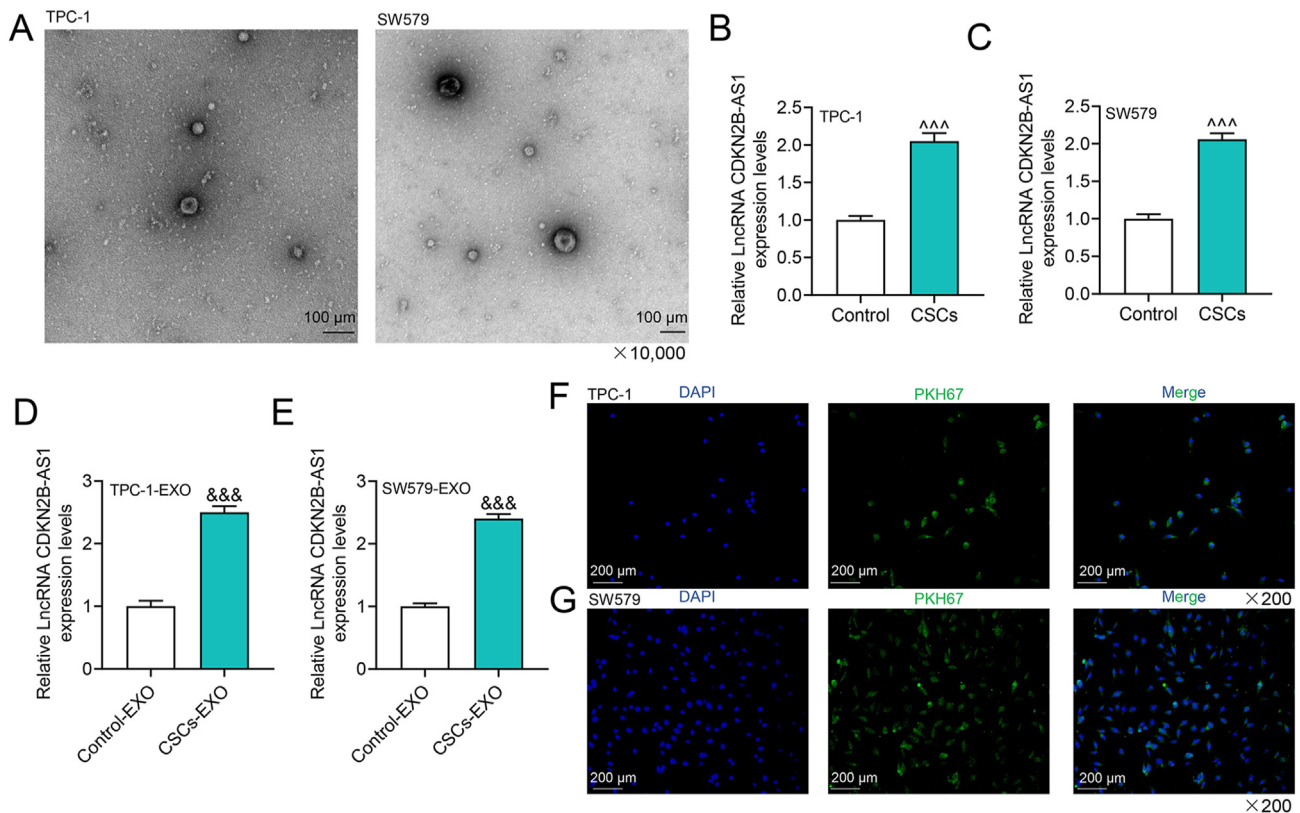 A
TPC-1
SW579
100 µm
100 µm
×10,000
B
Relative LncRNA CDKN2B-AS1
expression levels
TPC-1
2.5
2.0
1.5
1.0
0.5
0.0
^^^
Control
CSCs
C
Relative LncRNA CDKN2B-AS1
expression levels
SW579
2.5
2.0
1.5
1.0
0.5
0.0
^^^
Control
CSCs
D
Relative LncRNA CDKN2B-AS1
expression levels
TPC-1-EXO
3
2
1
0
&&&
Control-EXO
CSCs-EXO
E
Relative LncRNA CDKN2B-AS1
expression levels
SW579-EXO
3
2
1
0
&&&
Control-EXO
CSCs-EXO
F
TPC-1
DAPI
PKH67
Merge
200 µm
200 µm
200 µm
×200
G
SW579
DAPI
PKH67
Merge
200 µm
200 µm
200 µm
×200